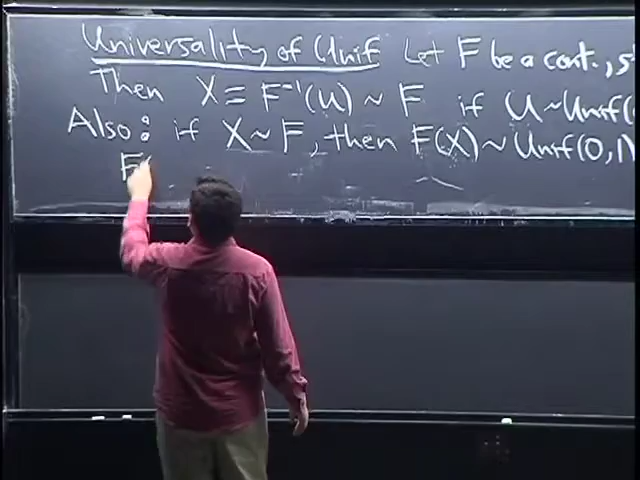 Universality of Unif Let F be a cont., s
Then X = F⁻¹(U) ~ F if U~Unif(
Also: if X~F, then F(X)~Unif(0,1)
F